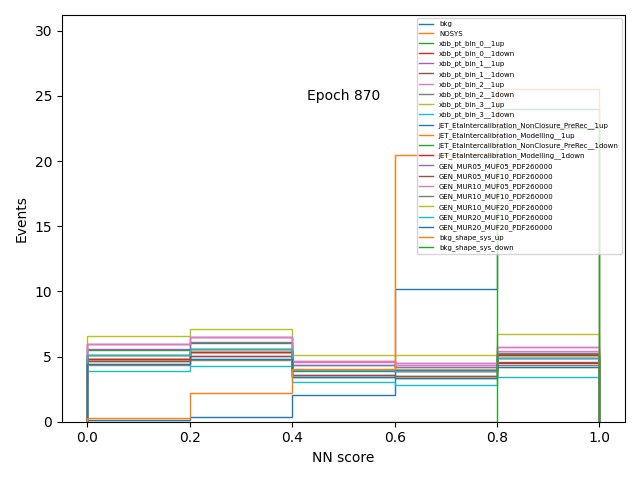 30
25
20
15
10
5
0
Events
Epoch 870
bkg
NOSYS
xbb_pt_bin_0__1up
xbb_pt_bin_0__1down
xbb_pt_bin_1__1up
xbb_pt_bin_1__1down
xbb_pt_bin_2__1up
xbb_pt_bin_2__1down
xbb_pt_bin_3__1up
xbb_pt_bin_3__1down
JET_EtaIntercalibration_NonClosure_PreRec__1up
JET_EtaIntercalibration_Modelling__1up
JET_EtaIntercalibration_NonClosure_PreRec__1down
JET_EtaIntercalibration_Modelling__1down
GEN_MUR05_MUF05_PDF260000
GEN_MUR05_MUF10_PDF260000
GEN_MUR10_MUF05_PDF260000
GEN_MUR10_MUF10_PDF260000
GEN_MUR10_MUF20_PDF260000
GEN_MUR20_MUF10_PDF260000
GEN_MUR20_MUF20_PDF260000
bkg_shape_sys_up
bkg_shape_sys_down
0.0 0.2 0.4 0.6 0.8 1.0
NN score